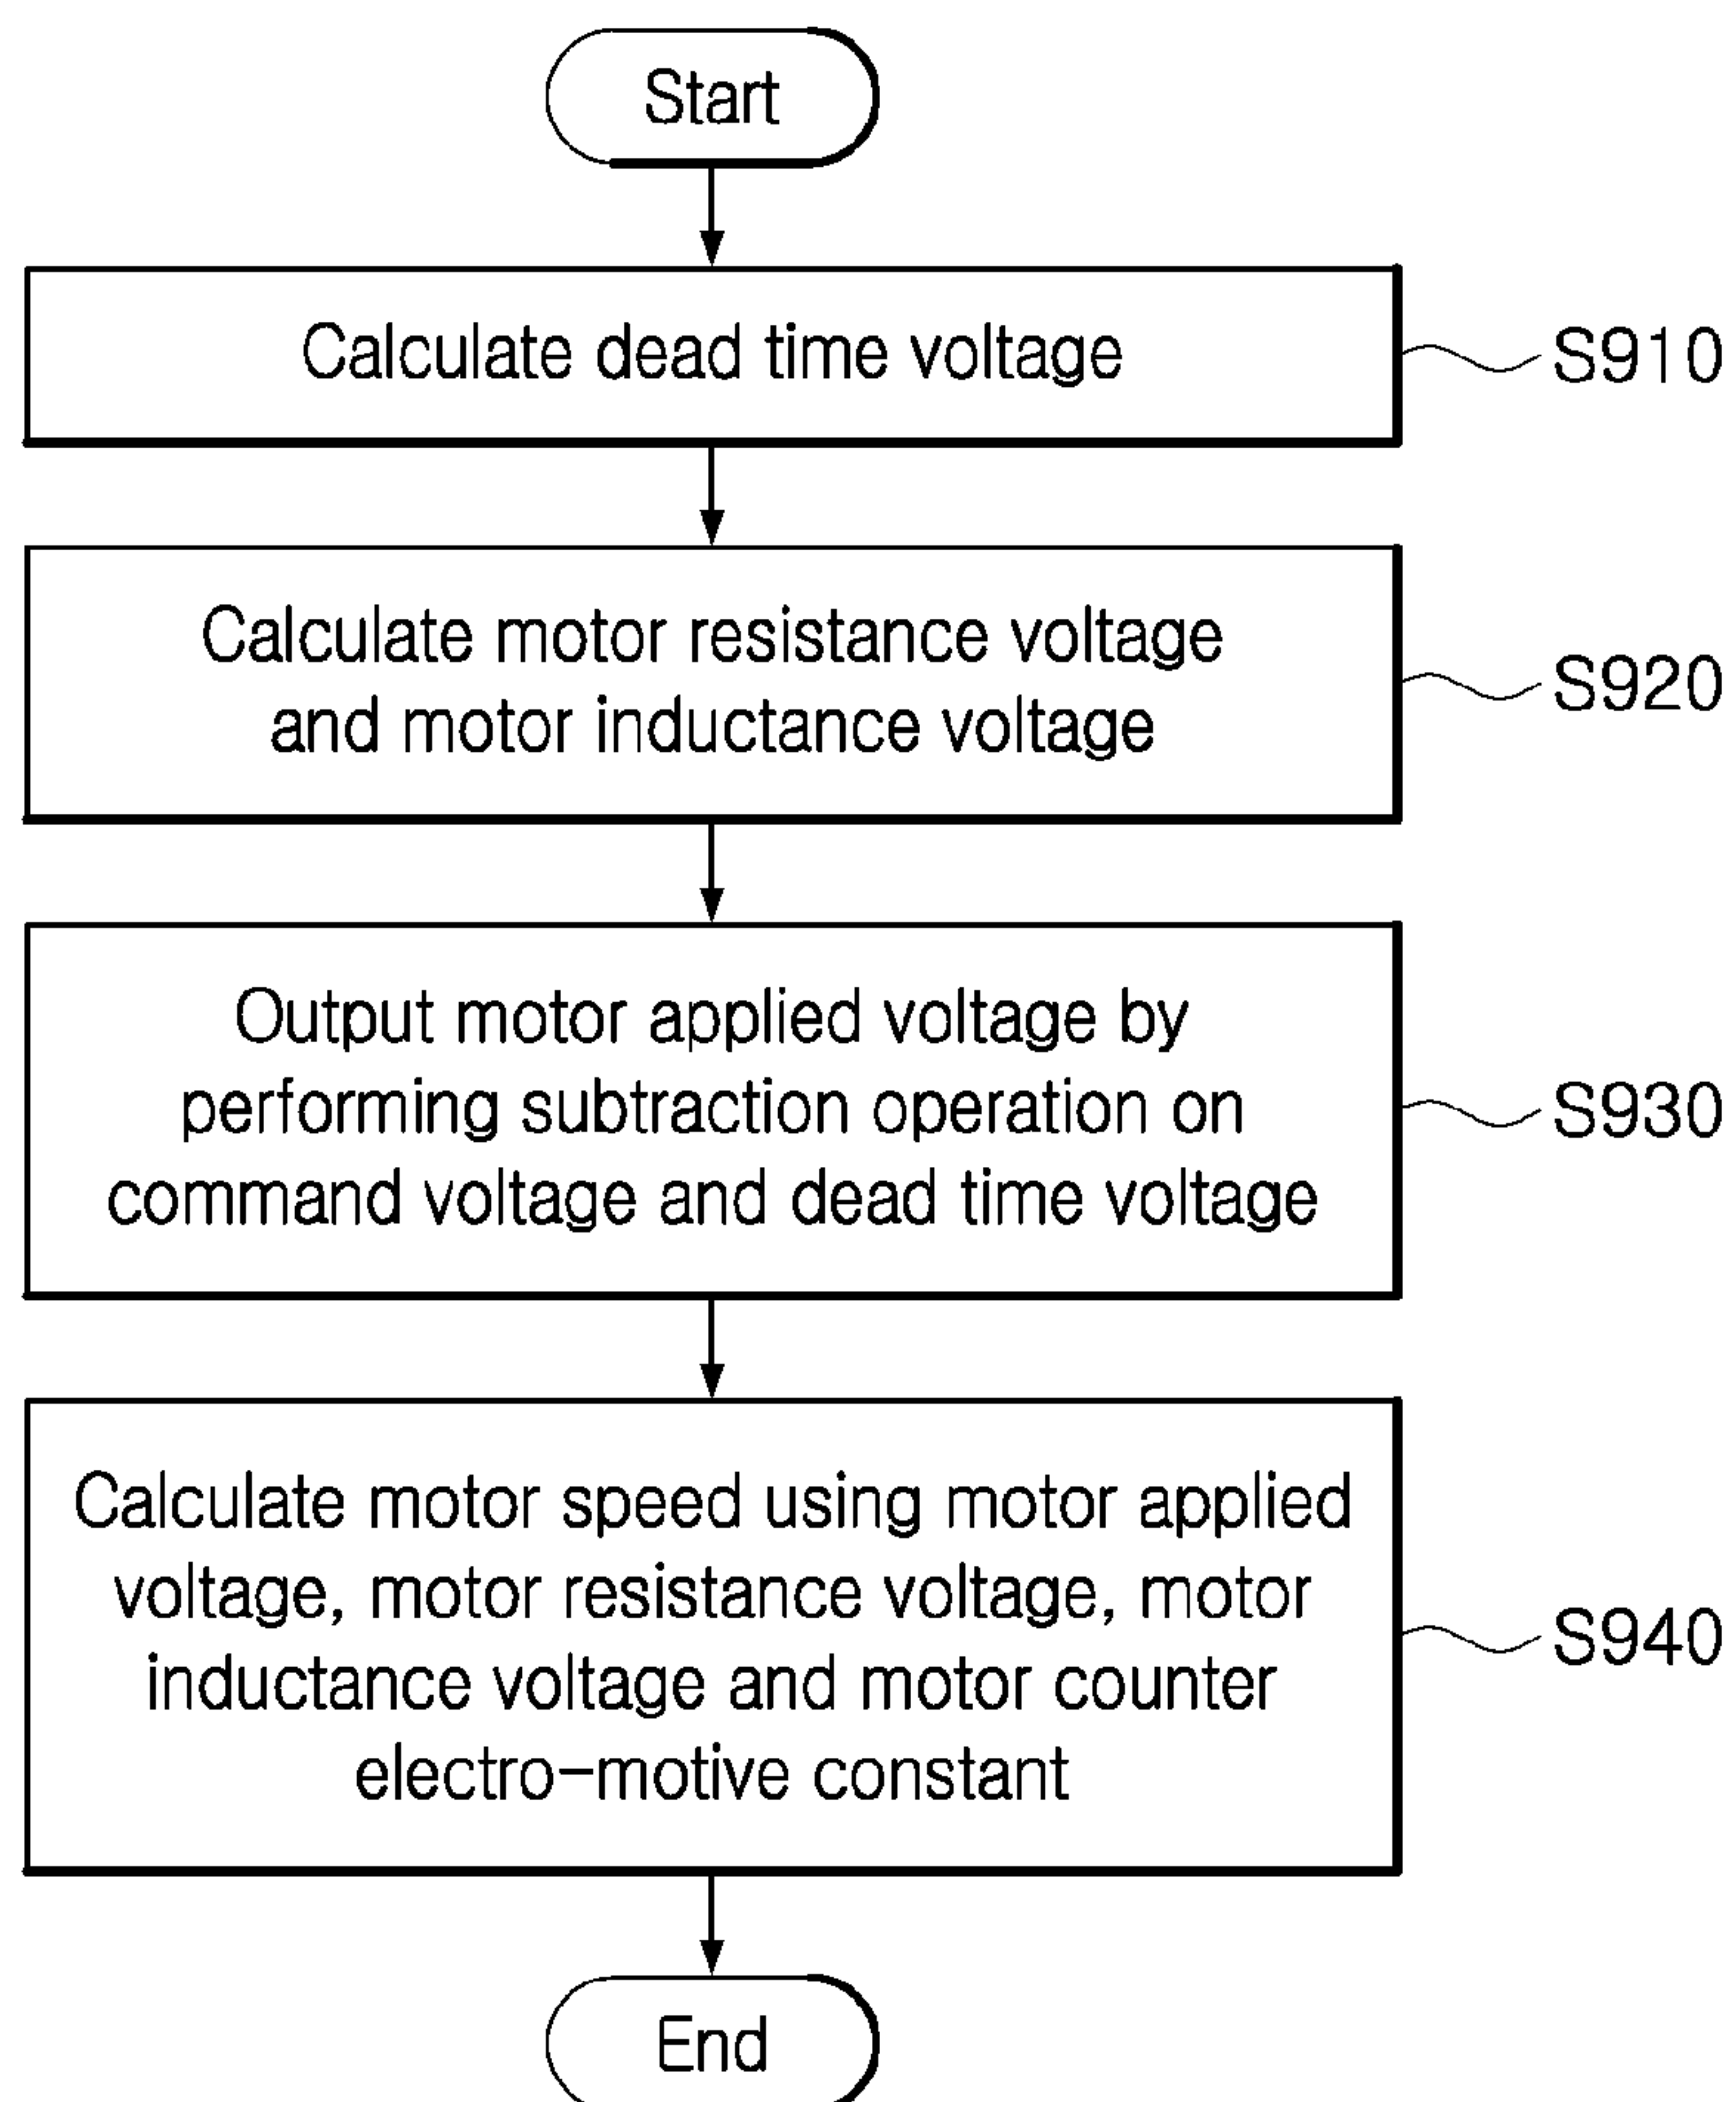 Start
Calculate dead time voltage
S910
Calculate motor resistance voltage
and motor inductance voltage
S920
Output motor applied voltage by
performing subtraction operation on
command voltage and dead time voltage
S930
Calculate motor speed using motor applied
voltage, motor resistance voltage, motor
inductance voltage and motor counter
electro-motive constant
S940
End